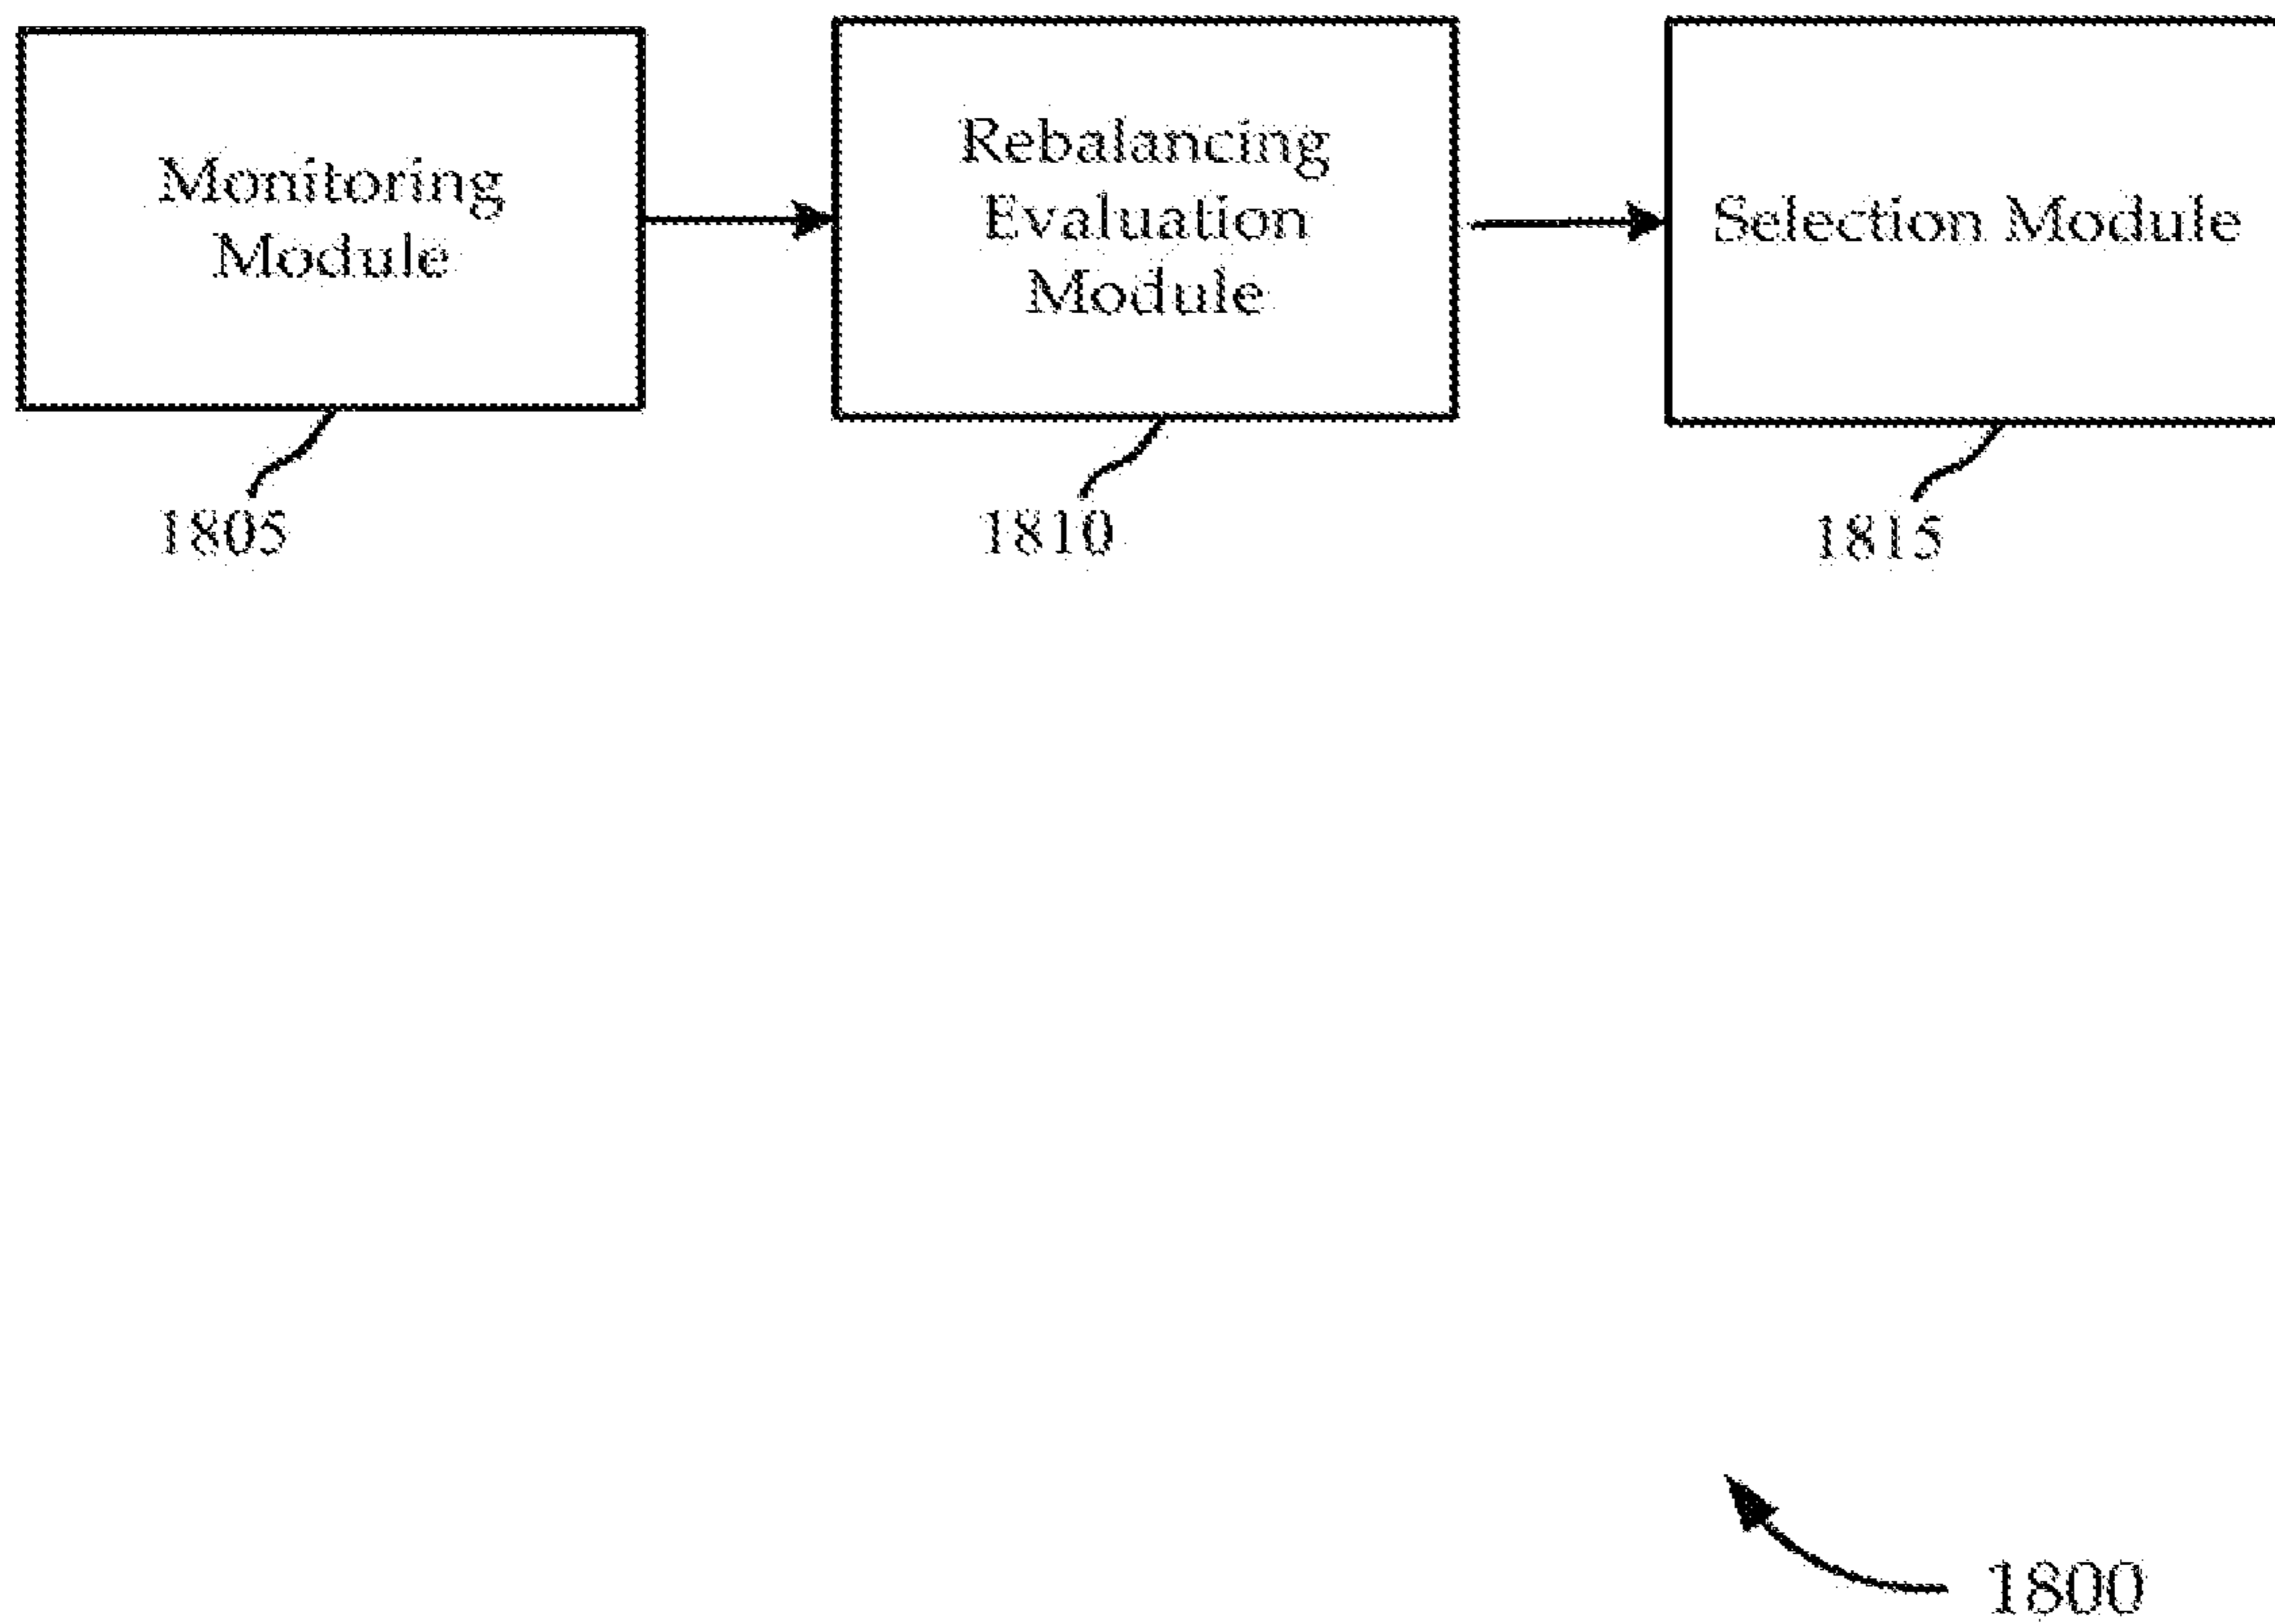 Monitoring
Module
Rebalancing
Evaluation
Module
Selection Module
1805
1810
1815
1800